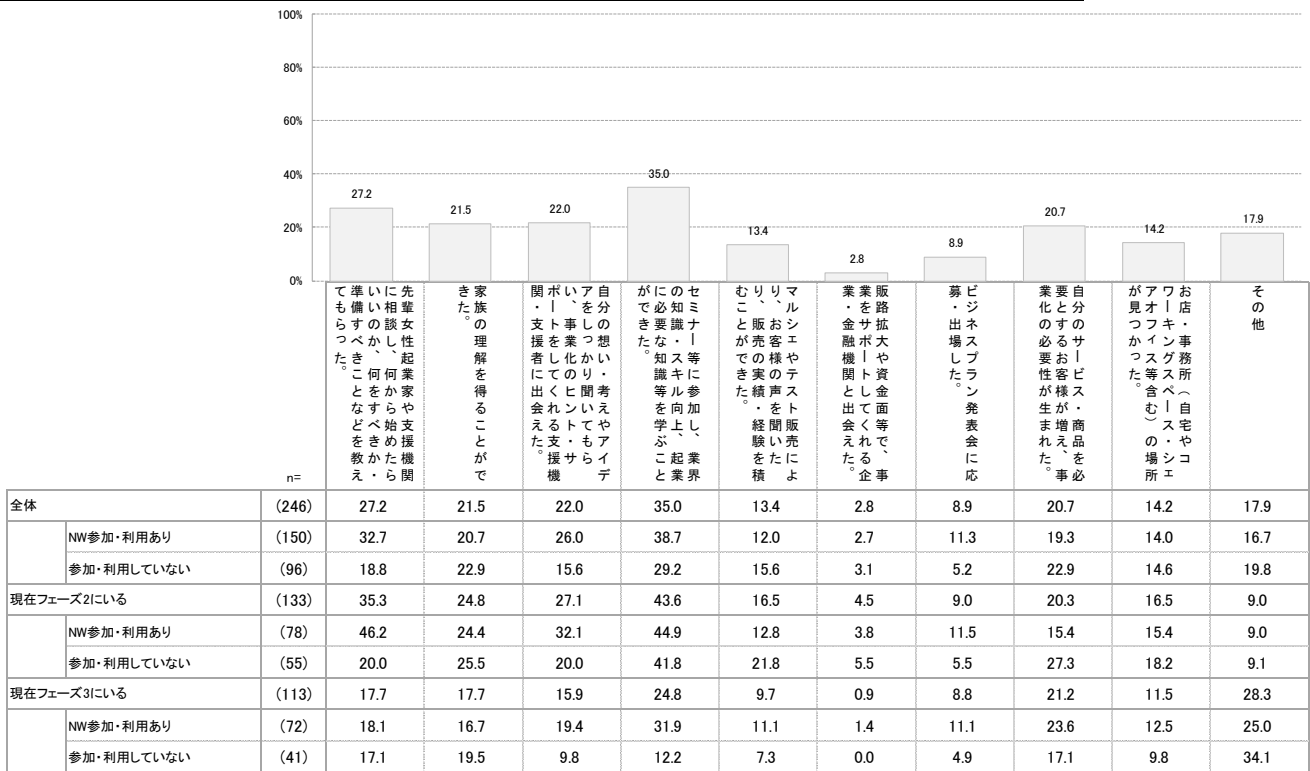 100%
80%
60%
40%
20%
0%
27.2
21.5
22.0
35.0
13.4
2.8
8.9
20.7
14.2
17.9
先輩女性起業家や支援機関
に相談し、何から始めたら
いいのか、何をすべきか・
準備すべきことなどを教え
てもらった。
家族の理解を得ることがで
きた。
自分の想い・考えやアイデ
アをしっかり聞いてもら
い、事業化のヒント・サ
ポートをしてくれる支援機
関・支援者に出会えた。
セミナー等に参加し、業界
の知識・スキル向上、起業
に必要な知識等を学ぶこと
ができた。
マルシェやテスト販売によ
り、お客様の声を聞いた
り、販売の実績・経験を積
むことができた。
販路拡大や資金面等で、事
業をサポートしてくれる企
業・金融機関と出会えた。
ビジネスプラン発表会に応
募・出場した。
自分のサービス・商品を必
要とするお客様が増え、事
業化の必要性が生まれた。
お店・事務所（自宅やコ
ワーキングスペース・シェ
アオフィス等含む）の場所
が見つかった。
その他
n=
全体 (246) 27.2 21.5 22.0 35.0 13.4 2.8 8.9 20.7 14.2 17.9
NW参加・利用あり (150) 32.7 20.7 26.0 38.7 12.0 2.7 11.3 19.3 14.0 16.7
参加・利用していない (96) 18.8 22.9 15.6 29.2 15.6 3.1 5.2 22.9 14.6 19.8
現在フェーズ2にいる (133) 35.3 24.8 27.1 43.6 16.5 4.5 9.0 20.3 16.5 9.0
NW参加・利用あり (78) 46.2 24.4 32.1 44.9 12.8 3.8 11.5 15.4 15.4 9.0
参加・利用していない (55) 20.0 25.5 20.0 41.8 21.8 5.5 5.5 27.3 18.2 9.1
現在フェーズ3にいる (113) 17.7 17.7 15.9 24.8 9.7 0.9 8.8 21.2 11.5 28.3
NW参加・利用あり (72) 18.1 16.7 19.4 31.9 11.1 1.4 11.1 23.6 12.5 25.0
参加・利用していない (41) 17.1 19.5 9.8 12.2 7.3 0.0 4.9 17.1 9.8 34.1